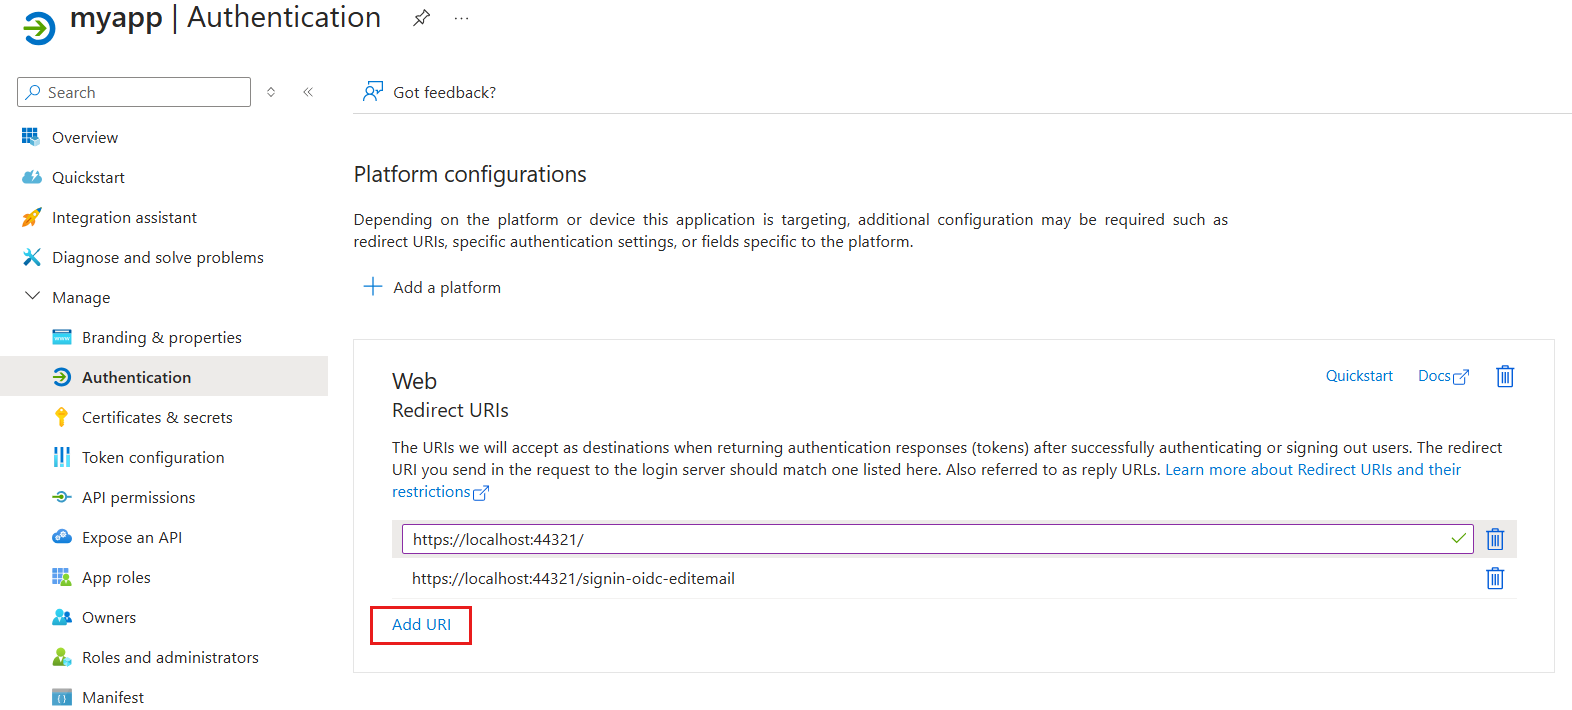 myapp | Authentication
Search
Got feedback?
Overview
Quickstart
Integration assistant
Diagnose and solve problems
Manage
Branding & properties
Authentication
Certificates & secrets
Token configuration
API permissions
Expose an API
App roles
Owners
Roles and administrators
Manifest
Platform configurations
Depending on the platform or device this application is targeting, additional configuration may be required such as
redirect URIs, specific authentication settings, or fields specific to the platform.
Add a platform
Web
Quickstart
Docs
Redirect URIs
The URIs we will accept as destinations when returning authentication responses (tokens) after successfully authenticating or signing out users. The redirect
URI you send in the request to the login server should match one listed here. Also referred to as reply URLs. Learn more about Redirect URIs and their
restrictions
https://localhost:44321/
https://localhost:44321/signin-oidc-editemail
Add URI